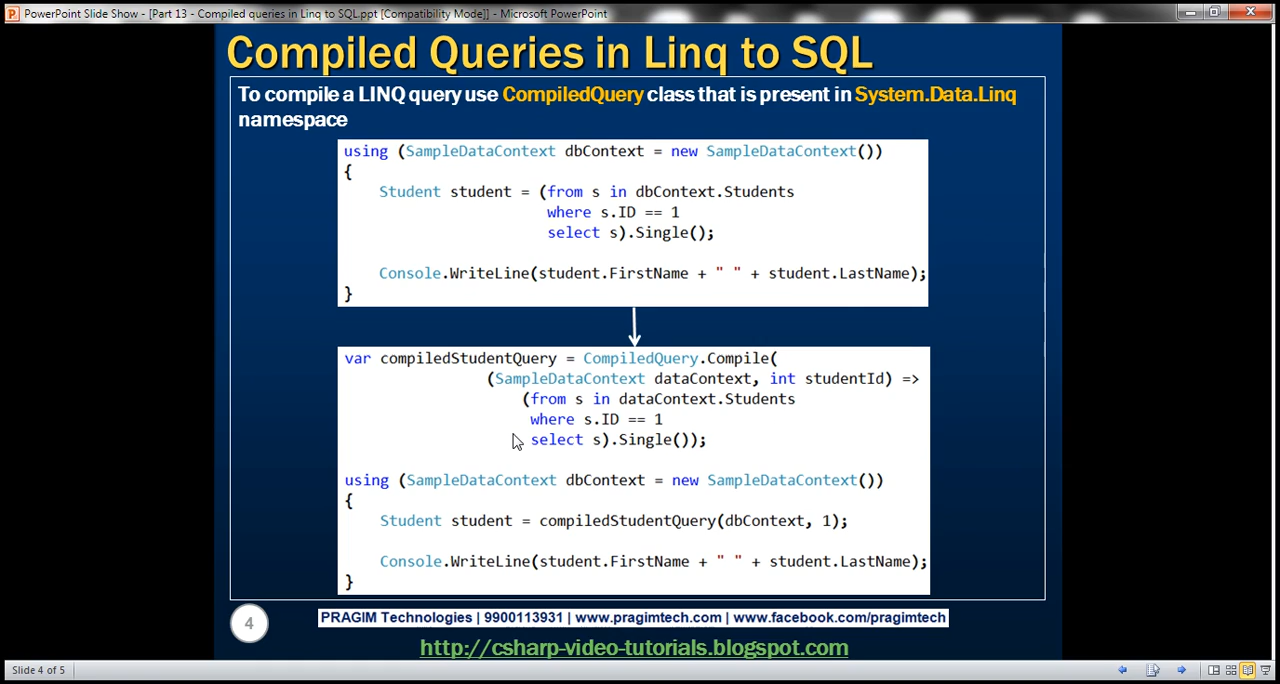 PowerPoint Slide Show - [Part 13 - Compiled queries in Linq to SQL.ppt [Compatibility Mode]] - Microsoft PowerPoint
Compiled Queries in Linq to SQL
To compile a LINQ query use CompiledQuery class that is present in System.Data.Linq
namespace
using (SampleDataContext dbContext = new SampleDataContext())
{
    Student student = (from s in dbContext.Students
                       where s.ID == 1
                       select s).Single();
    Console.WriteLine(student.FirstName + " " + student.LastName);
}
var compiledStudentQuery = CompiledQuery.Compile(
                (SampleDataContext dataContext, int studentId) =>
                    (from s in dataContext.Students
                     where s.ID == 1
                     select s).Single());
using (SampleDataContext dbContext = new SampleDataContext())
{
    Student student = compiledStudentQuery(dbContext, 1);
    Console.WriteLine(student.FirstName + " " + student.LastName);
}
4
PRAGIM Technologies | 9900113931 | www.pragimtech.com | www.facebook.com/pragimtech
http://csharp-video-tutorials.blogspot.com
Slide 4 of 5